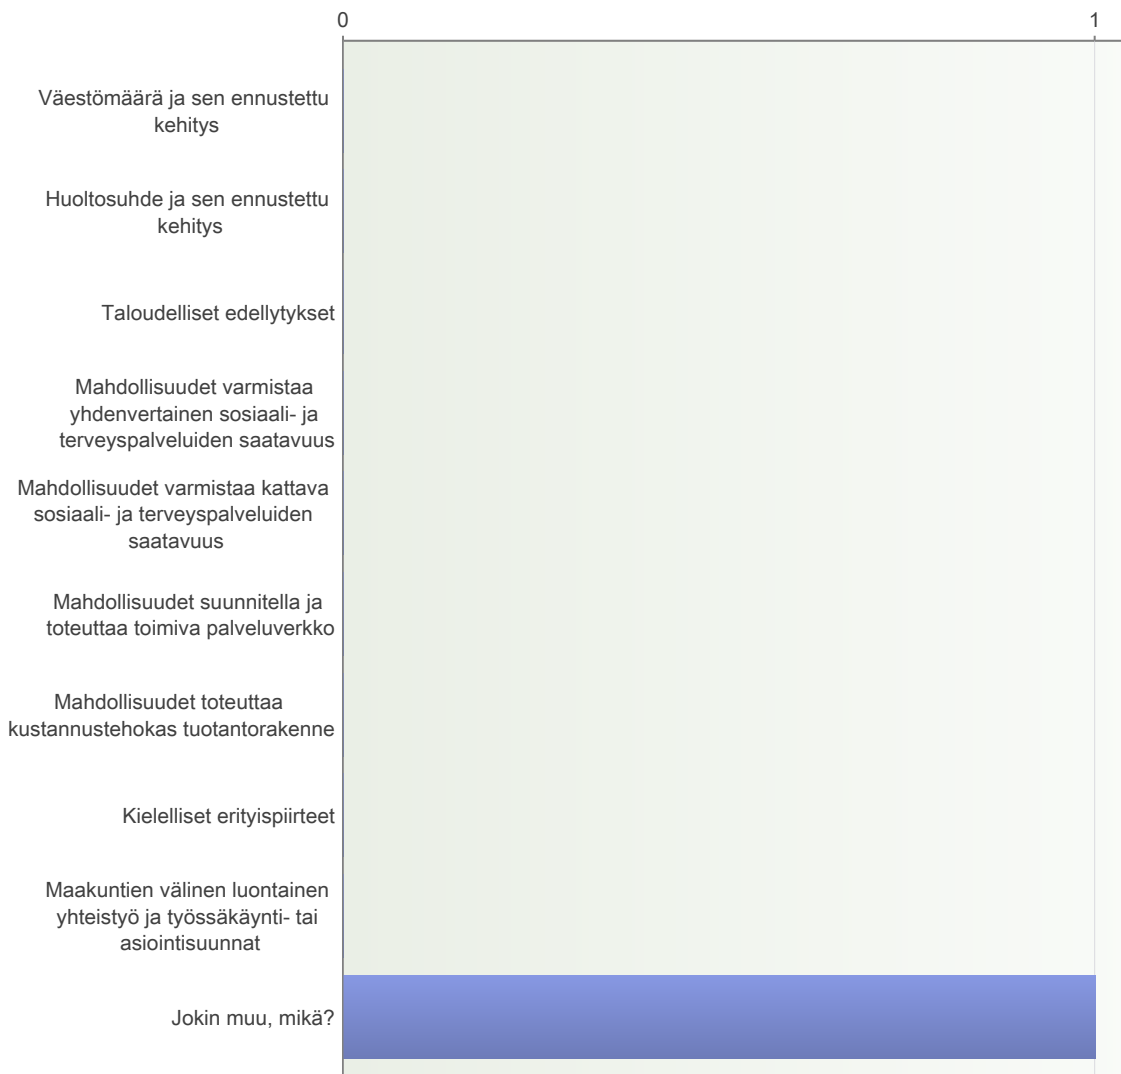 0 1
Väestömäärä ja sen ennustettu
kehitys
Huoltosuhde ja sen ennustettu
kehitys
Taloudelliset edellytykset
Mahdollisuudet varmistaa
yhdenvertainen sosiaali- ja
terveyspalveluiden saatavuus
Mahdollisuudet varmistaa kattava
sosiaali- ja terveyspalveluiden
saatavuus
Mahdollisuudet suunnitella ja
toteuttaa toimiva palveluverkko
Mahdollisuudet toteuttaa
kustannustehokas tuotantorakenne
Kielelliset erityispiirteet
Maakuntien välinen luontainen
yhteistyö ja työssäkäynti- tai
asiointisuunnat
Jokin muu, mikä?